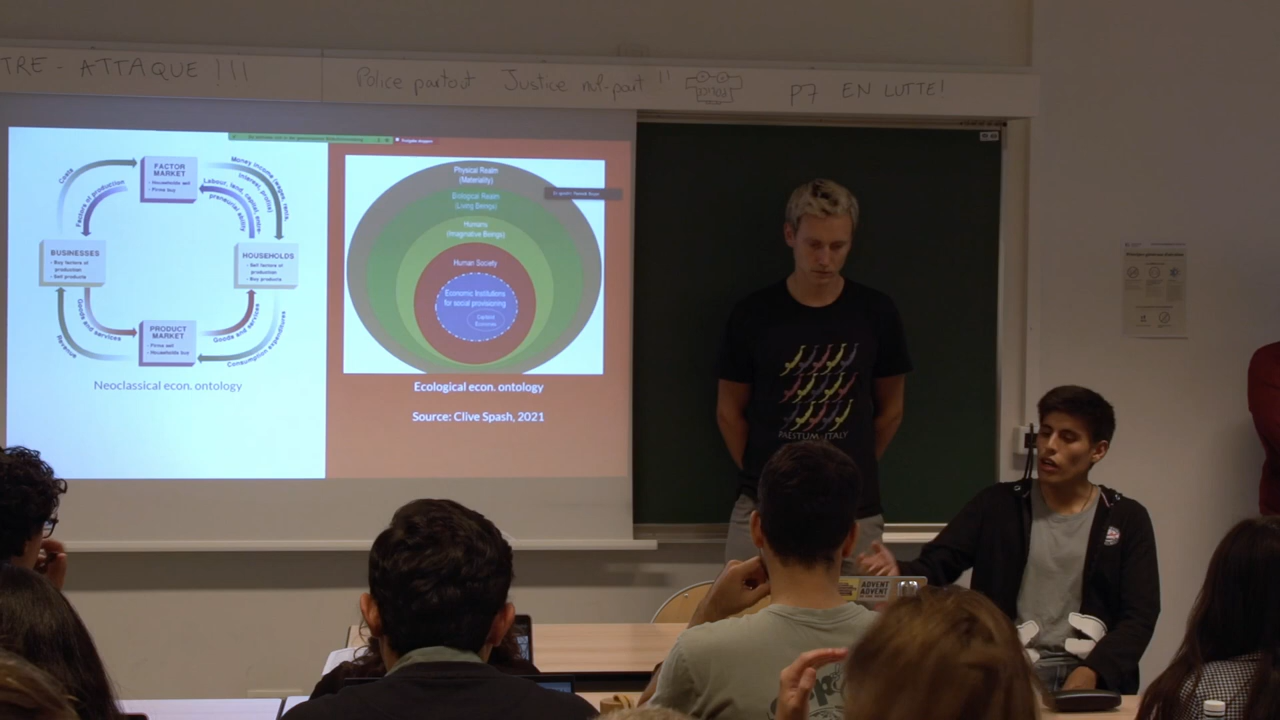 TRE - ATTAQUE !!!
Police partout Justice nul-part !!
P7 EN LUTTE!
FACTOR
MARKET
• Households sell
• Firms buy
Costs
Factors of production
Money income (wages, rents,
interest, profits)
Labour, land, capital, entre-
preneurial ability
BUSINESSES
• Buy factors of
production
• Sell products
HOUSEHOLDS
• Sell factors of
production
• Buy products
PRODUCT
MARKET
• Firms sell
• Households buy
Goods and services
Revenue
Goods and services
Consumption expenditures
Neoclassical econ. ontology
Physical Realm
(Materiality)
Biological Realm
(Living Beings)
Humans
(Imaginative Beings)
Human Society
Economic Institutions
for social provisioning
Capitalist
Economies
Ecological econ. ontology
Source: Clive Spash, 2021
PAESTUM-ITALY
ADVENT
ADVENT